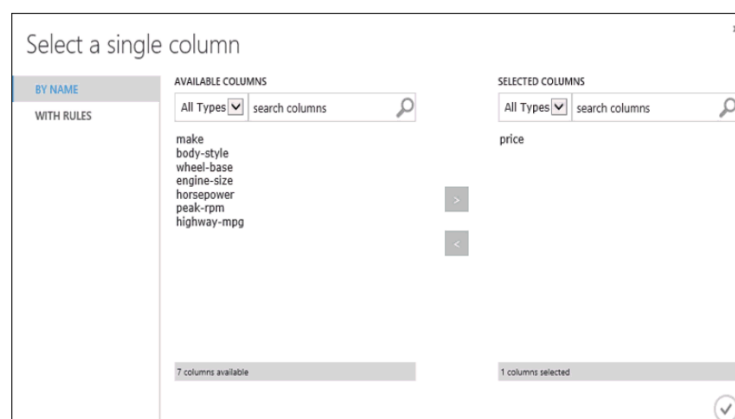 Select a single column
BY NAME
WITH RULES
AVAILABLE COLUMNS
All Types search columns
make
body-style
wheel-base
engine-size
horsepower
peak-rpm
highway-mpg
7 columns available
>
<
SELECTED COLUMNS
All Types search columns
price
1 columns selected